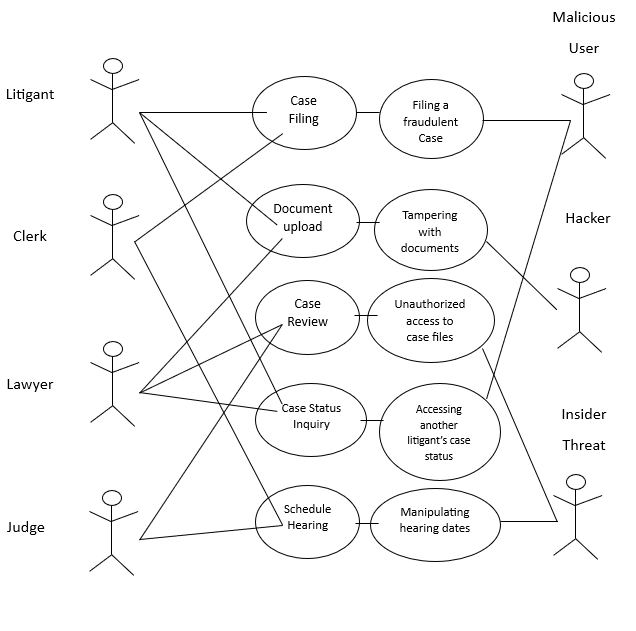 Malicious
User
Litigant
Case
Filing
Filing a
fraudulent
Case
Clerk
Document
upload
Tampering
with
documents
Hacker
Case
Review
Unauthorized
access to
case files
Lawyer
Case Status
Inquiry
Accessing
another
litigant's case
status
Insider
Threat
Judge
Schedule
Hearing
Manipulating
hearing dates